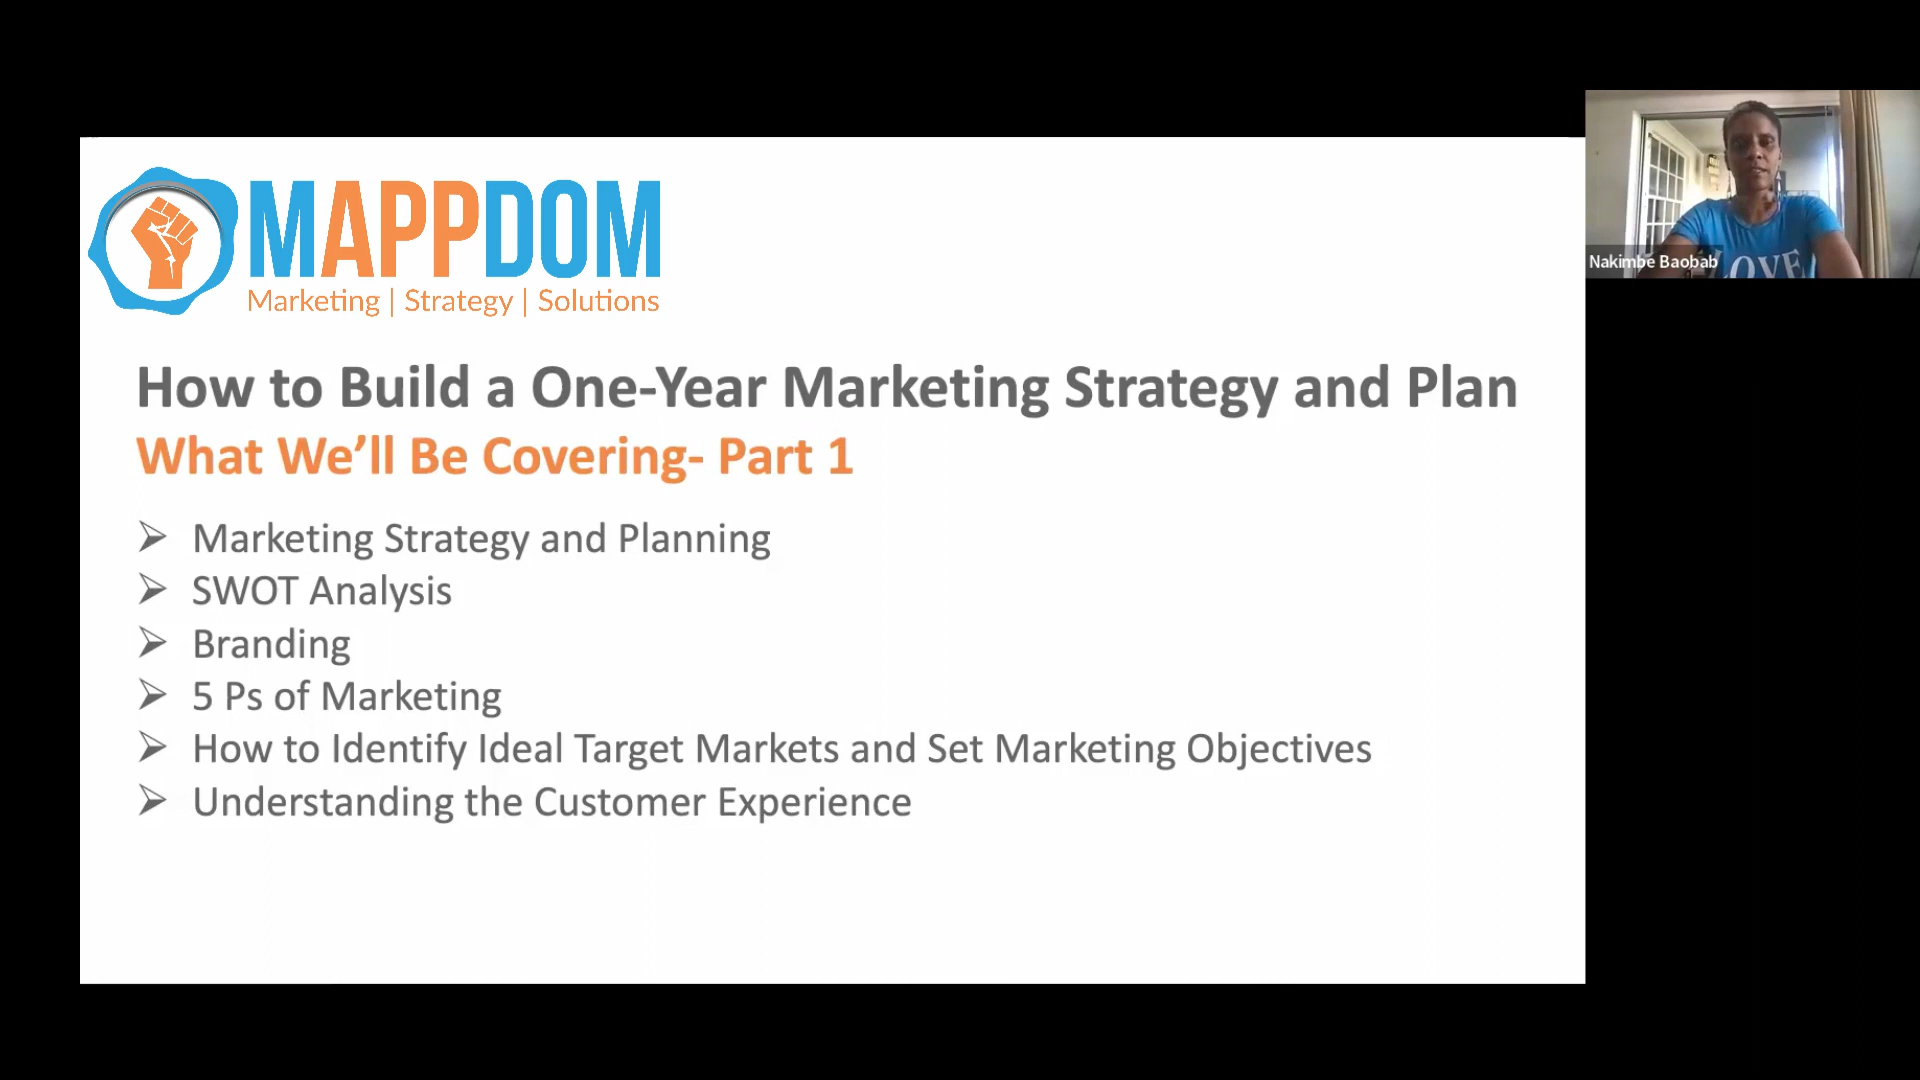 MAPPDOM
Marketing | Strategy | Solutions
How to Build a One-Year Marketing Strategy and Plan
What We’ll Be Covering- Part 1
➢ Marketing Strategy and Planning
➢ SWOT Analysis
➢ Branding
➢ 5 Ps of Marketing
➢ How to Identify Ideal Target Markets and Set Marketing Objectives
➢ Understanding the Customer Experience
Nakimbe Baobab
LOVE